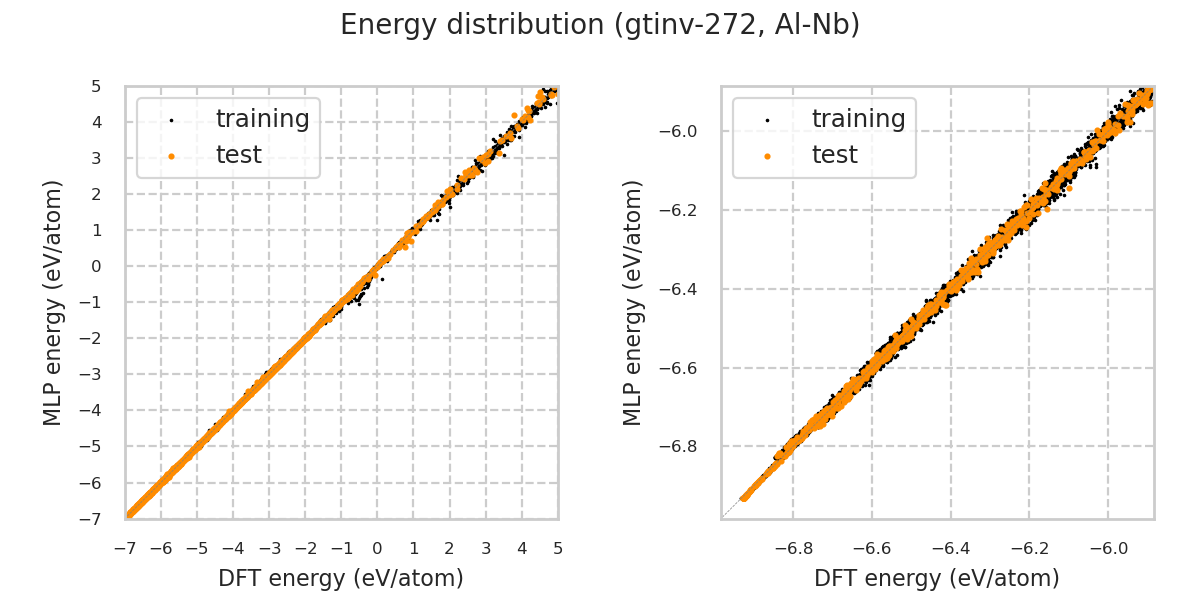 Energy distribution (gtinv-272, Al-Nb)
MLP energy (eV/atom)
5
4
3
2
1
0
−1
−2
−3
−4
−5
−6
−7
training
test
−7 −6 −5 −4 −3 −2 −1 0 1 2 3 4 5
DFT energy (eV/atom)
MLP energy (eV/atom)
−6.0
−6.2
−6.4
−6.6
−6.8
training
test
−6.8 −6.6 −6.4 −6.2 −6.0
DFT energy (eV/atom)